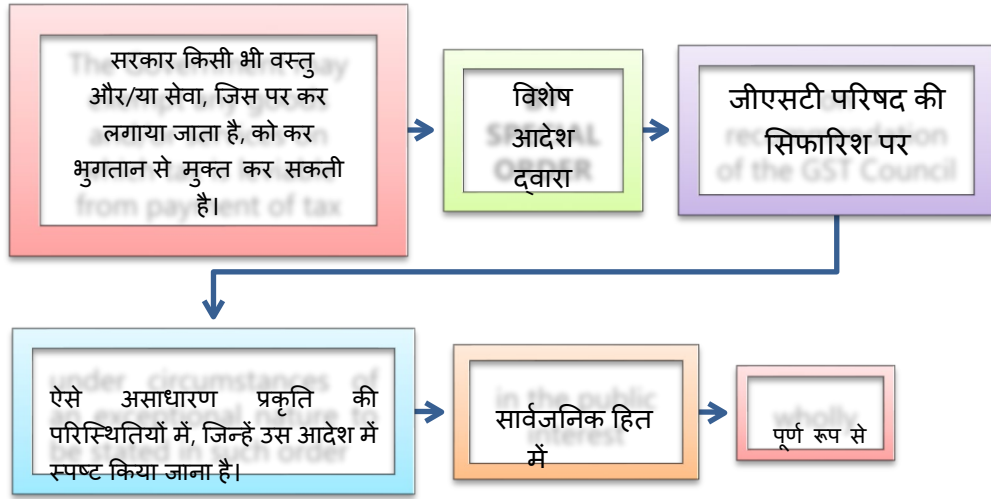 सरकार किसी भी वस्तु
और/या सेवा, जिस पर कर
लगाया जाता है, को कर
भुगतान से मुक्त कर सकती
है।
विशेष
आदेश
द्वारा
जीएसटी परिषद की
सिफारिश पर
ऐसे असाधारण प्रकृति की
परिस्थितियों में, जिन्हें उस आदेश में
स्पष्ट किया जाना है।
सार्वजनिक हित
में
पूर्ण रूप से